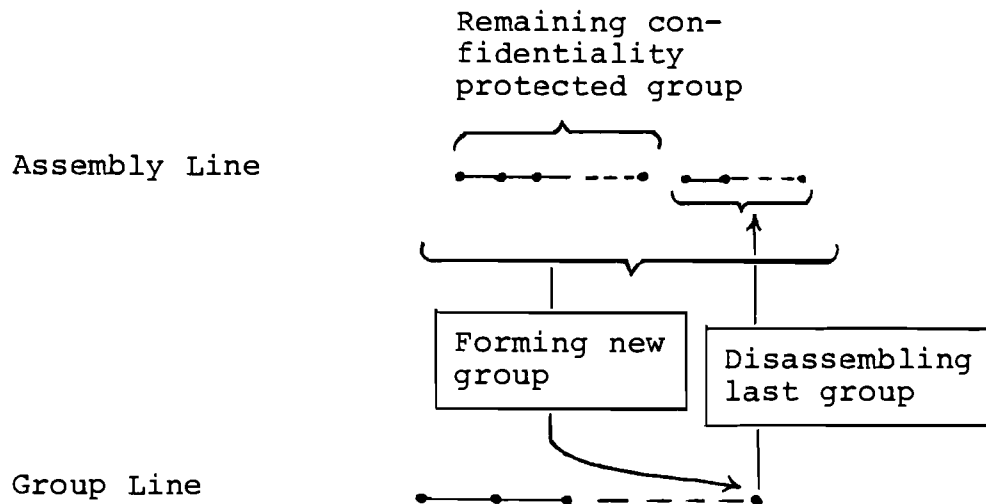 Remaining con-
fidentiality
protected group
Assembly Line
Forming new
group
Disassembling
last group
Group Line